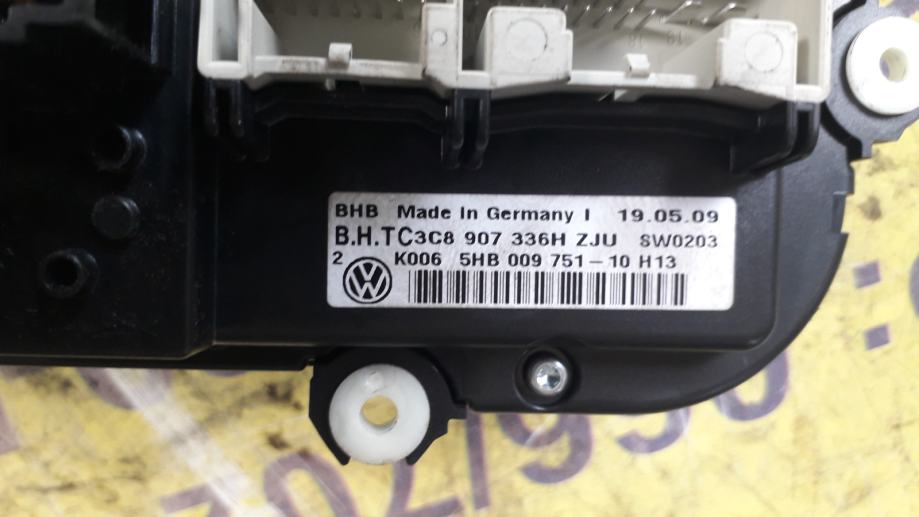 BHB Made In Germany I 19.05.09
B.H.TC3C8 907 336H ZJU SW0203
2 K006 5HB 009 751-10 H13